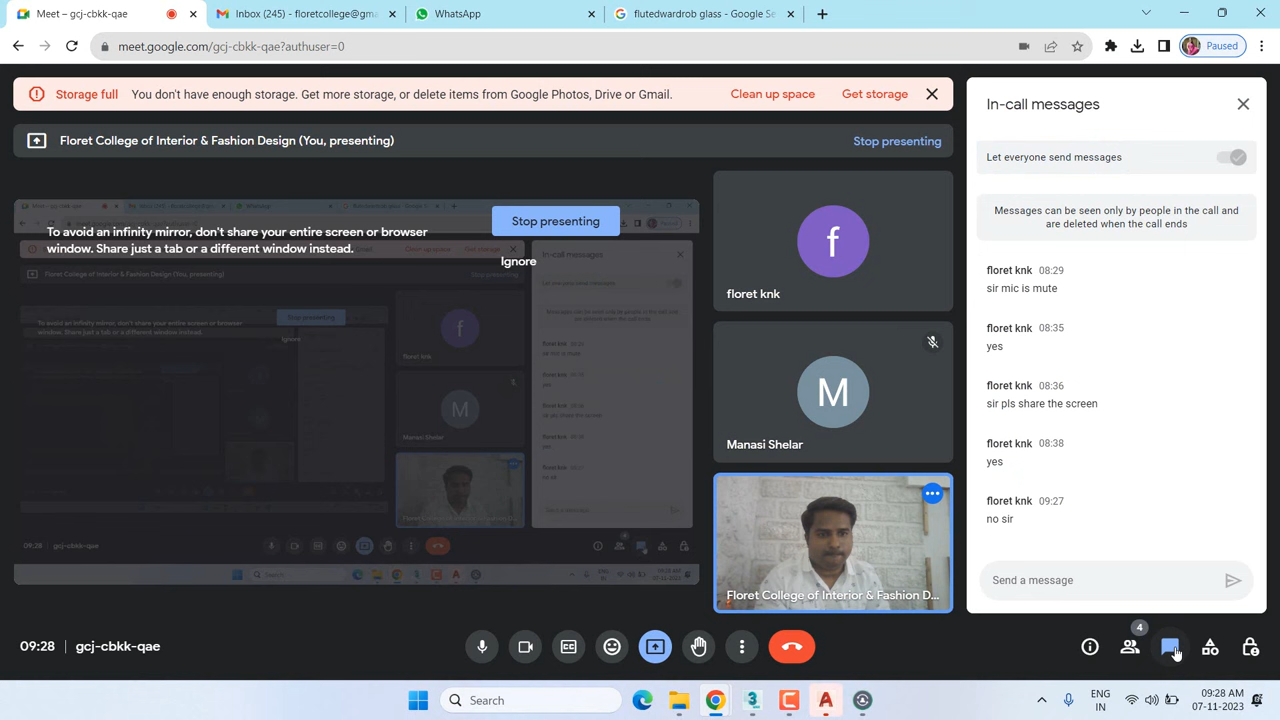 Meet – gcj-cbkk-qae
Inbox (245) - floretcollege@gma
WhatsApp
flutedwardrob glass - Google Se
meet.google.com/gcj-cbkk-qae?authuser=0
Paused
Storage full
You don't have enough storage. Get more storage, or delete items from Google Photos, Drive or Gmail.
Clean up space
Get storage
Floret College of Interior & Fashion Design (You, presenting)
Stop presenting
To avoid an infinity mirror, don't share your entire screen or browser
window. Share just a tab or a different window instead.
Stop presenting
Ignore
f
floret knk
M
Manasi Shelar
Floret College of Interior & Fashion D...
In-call messages
Let everyone send messages
Messages can be seen only by people in the call and
are deleted when the call ends
floret knk 08:29
sir mic is mute
floret knk 08:35
yes
floret knk 08:36
sir pls share the screen
floret knk 08:38
yes
floret knk 09:27
no sir
Send a message
09:28 | gcj-cbkk-qae
4
Search
ENG
IN
09:28 AM
07-11-2023